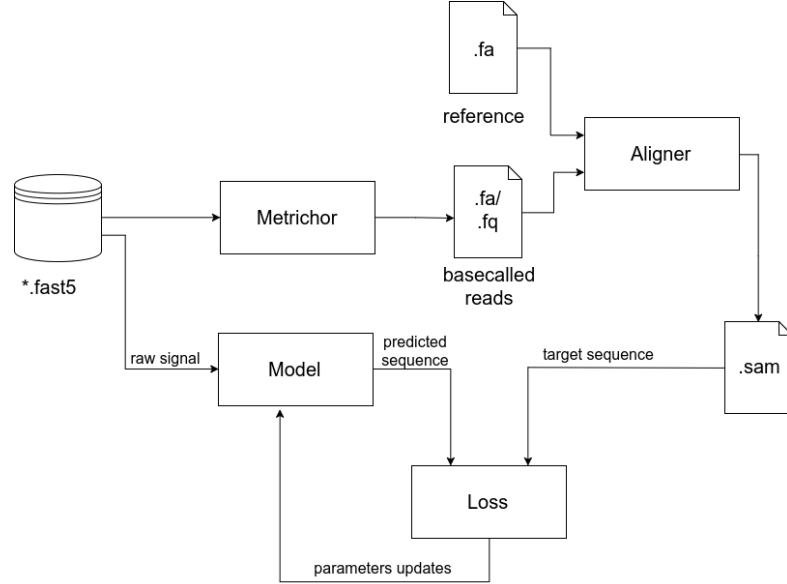 .fa
reference
Aligner
.fa/
.fq
Metrichor
basecalled
reads
*.fast5
raw signal
Model
predicted
sequence
target sequence
.sam
Loss
parameters updates